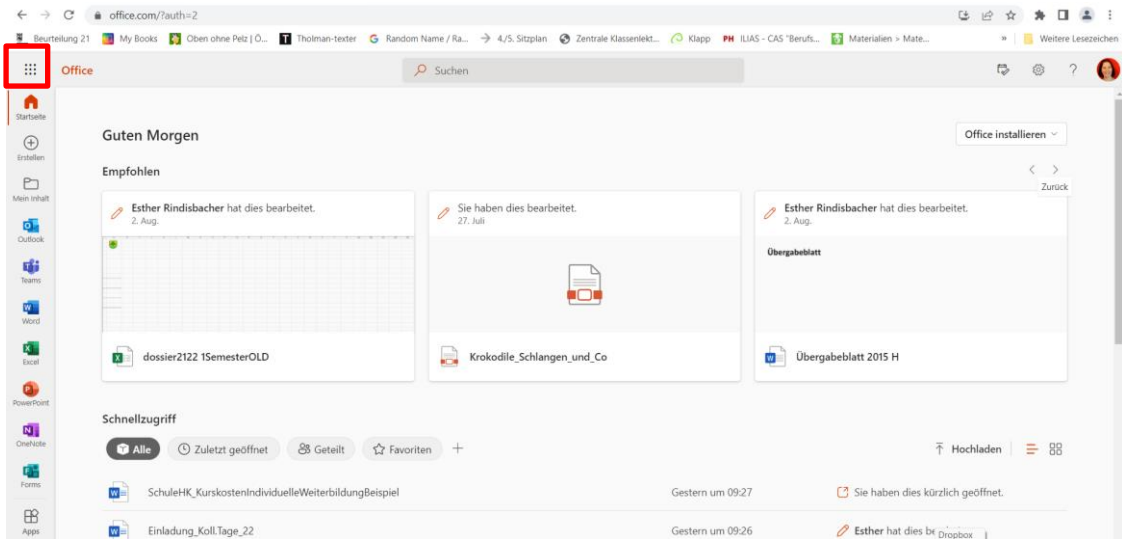 office.com/?auth=2
Beurteilung 21 My Books Oben ohne Pelz | Ö... Tholman-texter Random Name / Ra... 4./5. Sitzplan Zentrale Klassenlekt... Klapp PH ILIAS - CAS "Berufs... Materialien > Mate... » Weitere Lesezeichen
Office
Suchen
Startseite
Erstellen
Mein Inhalt
Outlook
Teams
Word
Excel
PowerPoint
OneNote
Forms
Apps
Guten Morgen
Office installieren
Empfohlen
Zurück
Esther Rindisbacher hat dies bearbeitet.
2. Aug.
dossier2122 1SemesterOLD
Sie haben dies bearbeitet.
27. Juli
Krokodile_Schlangen_und_Co
Esther Rindisbacher hat dies bearbeitet.
2. Aug.
Übergabeblatt
Übergabeblatt 2015 H
Schnellzugriff
Alle Zuletzt geöffnet Geteilt Favoriten
Hochladen
SchuleHK_KurskostenIndividuelleWeiterbildungBeispiel Gestern um 09:27 Sie haben dies kürzlich geöffnet.
Einladung_Koll.Tage_22 Gestern um 09:26 Esther hat dies
Dropbox